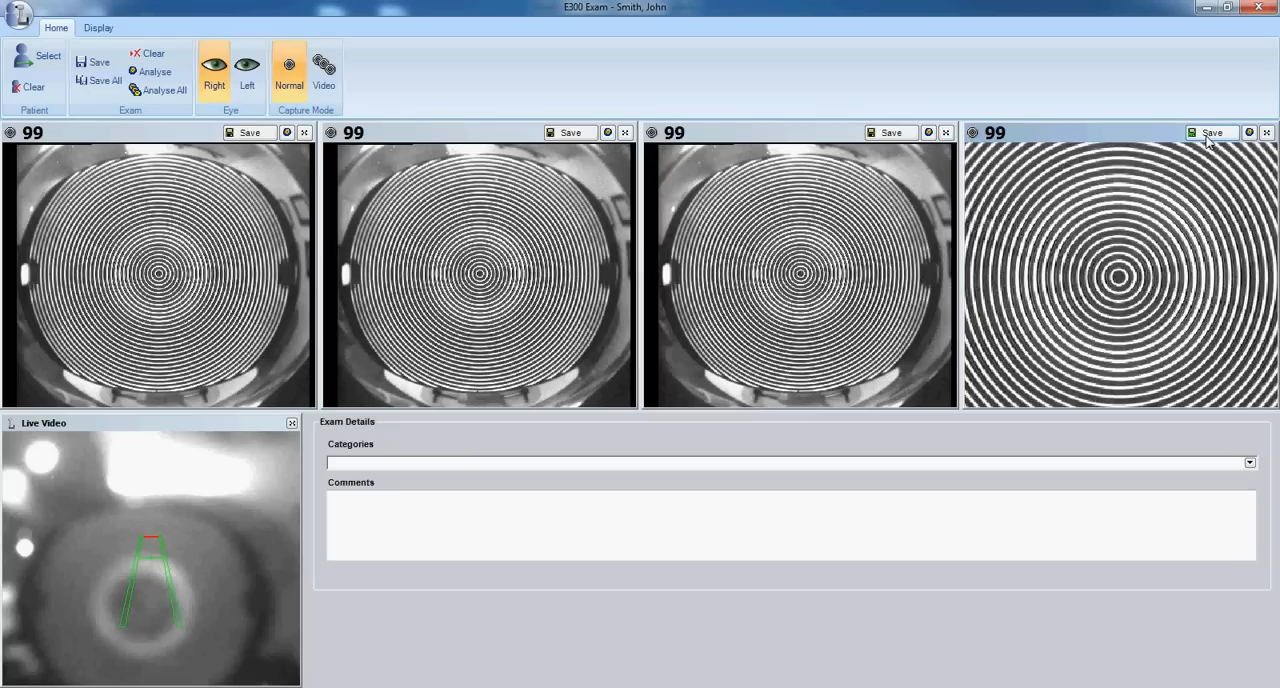 E300 Exam - Smith, John
Home Display
Select
Clear
Patient
Save
Save All
Clear
Analyse
Analyse All
Exam
Right Left
Eye
Normal Video
Capture Mode
99 Save
99 Save
99 Save
99 Save
Live Video
Exam Details
Categories
Comments